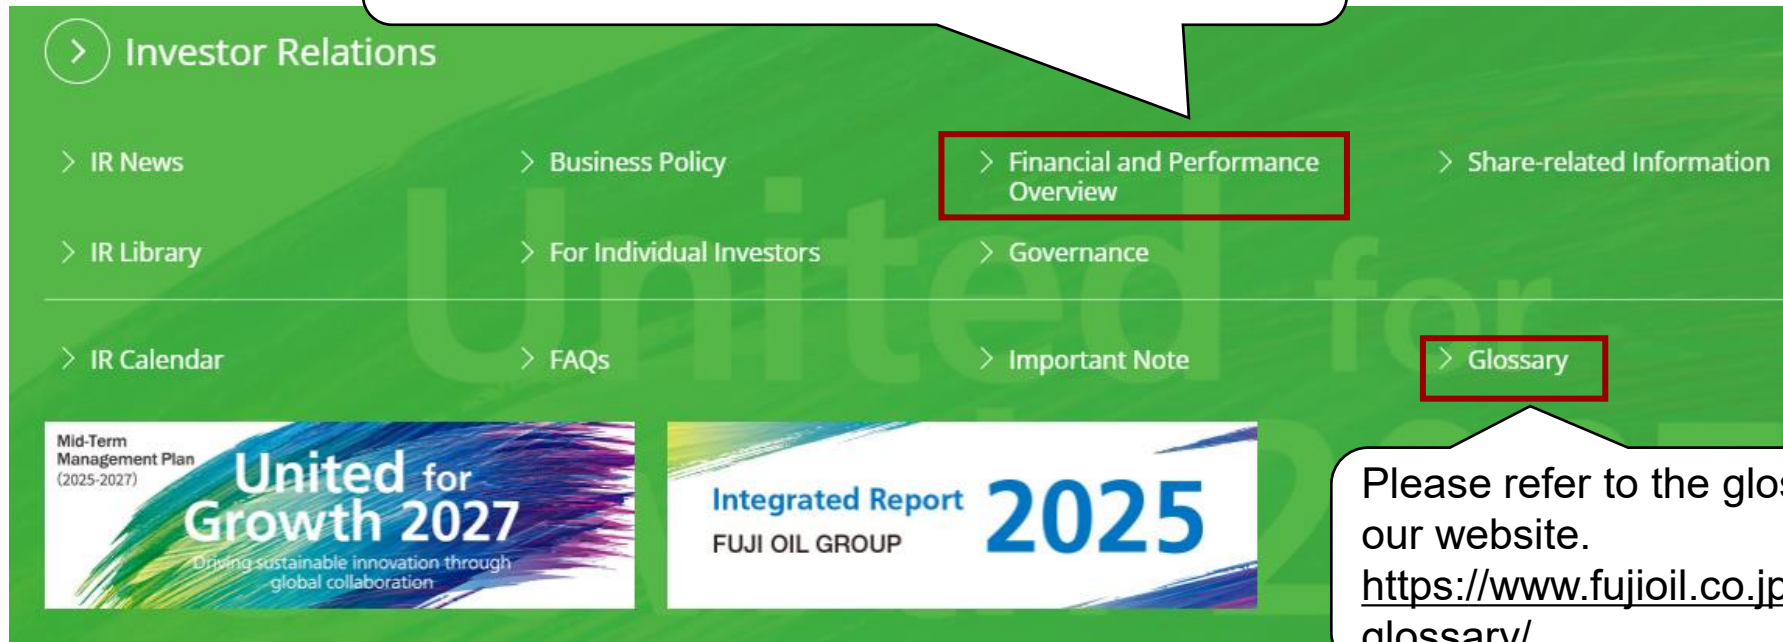 Investor Relations
IR News
Business Policy
Financial and Performance
Overview
Share-related Information
IR Library
For Individual Investors
Governance
IR Calendar
FAQs
Important Note
Glossary
United for
Mid-Term
Management Plan
(2025-2027)
United for
Growth 2027
Driving sustainable innovation through
global collaboration
Integrated Report 2025
FUJI OIL GROUP
Please refer to the
our website.
https://www.fujioil.co.jp
glossary/